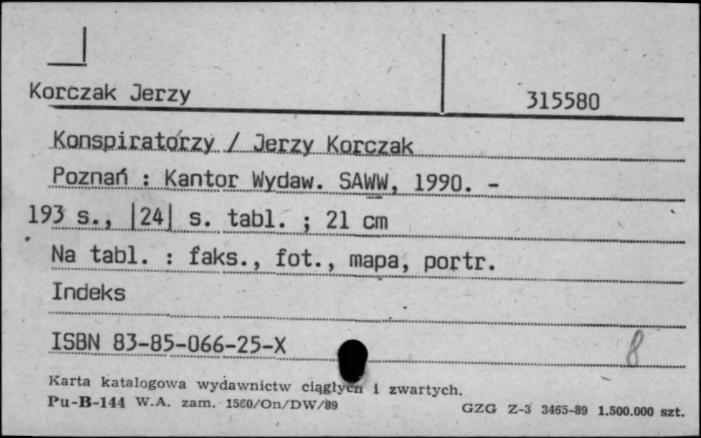 Korczak Jerzy 315580
Konspiratorzy / Jerzy Korczak
Poznań : Kantor Wydaw. SAWW, 1990. -
193 s., |24| s. tabl. ; 21 cm
Na tabl. : faks., fot., mapa, portr.
Indeks
ISBN 83-85-066-25-X
8
Karta katalogowa wydawnictw ciągłych i zwartych.
Pu-B-144 W.A. zam. 1560/On/DW/89 GZG Z-3 3465-89 1.500.000 szt.